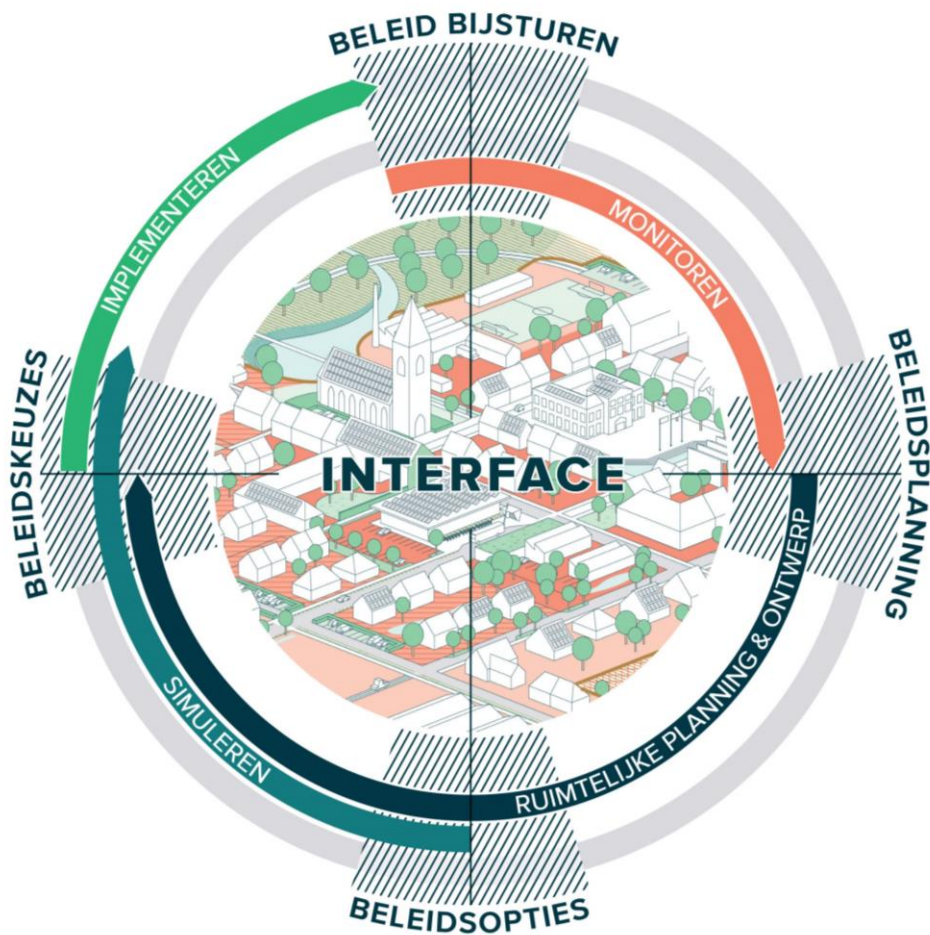 BELEID BIJSTUREN
IMPLEMENTEREN
MONITOREN
BELEIDSKEUZES
INTERFACE
BELEIDSPLANNING
SIMULEREN
RUIMTELIJKE PLANNING & ONTWERP
BELEIDSOPTIES